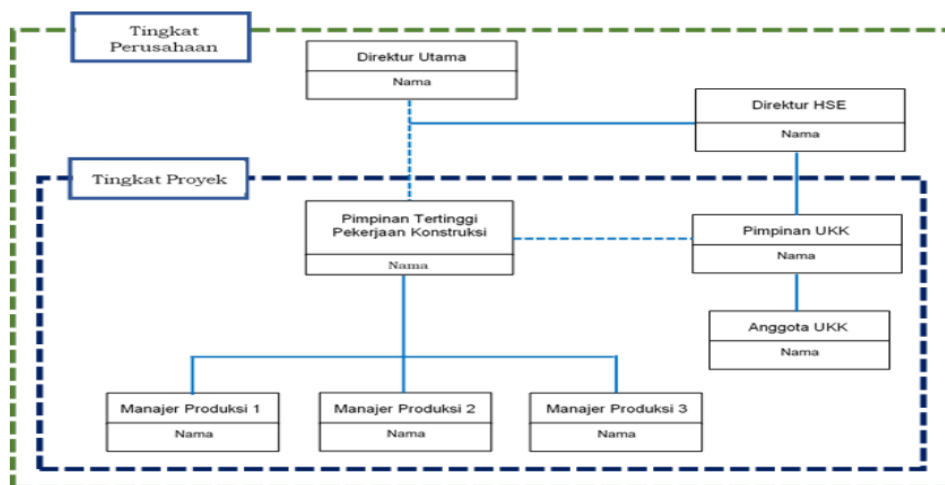 Tingkat
Perusahaan
Direktur Utama
Nama
Direktur HSE
Nama
Tingkat Proyek
Pimpinan Tertinggi
Pekerjaan Konstruksi
Nama
Pimpinan UKK
Nama
Anggota UKK
Nama
Manajer Produksi 1
Nama
Manajer Produksi 2
Nama
Manajer Produksi 3
Nama